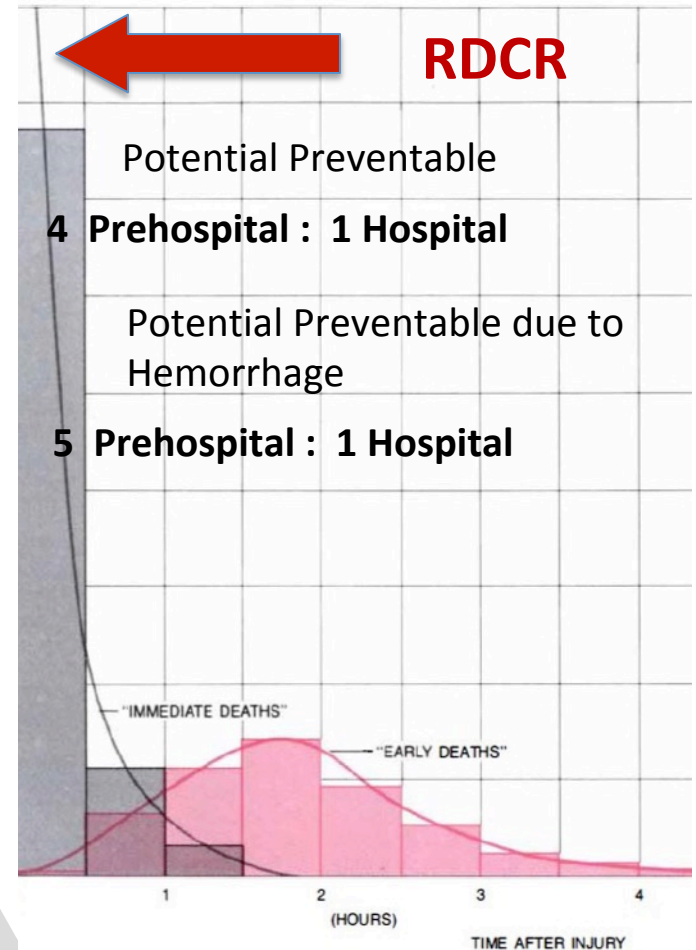 RDCR
Potential Preventable
4 Prehospital : 1 Hospital
Potential Preventable due to
Hemorrhage
5 Prehospital : 1 Hospital
"IMMEDIATE DEATHS"
"EARLY DEATHS"
1 2 3 4
(HOURS)
TIME AFTER INJURY